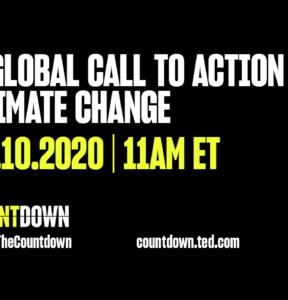 GLOBAL CALL TO ACTION
IMATE CHANGE
.10.2020 | 11AM ET
NTDOWN
TheCountdown countdown.ted.com